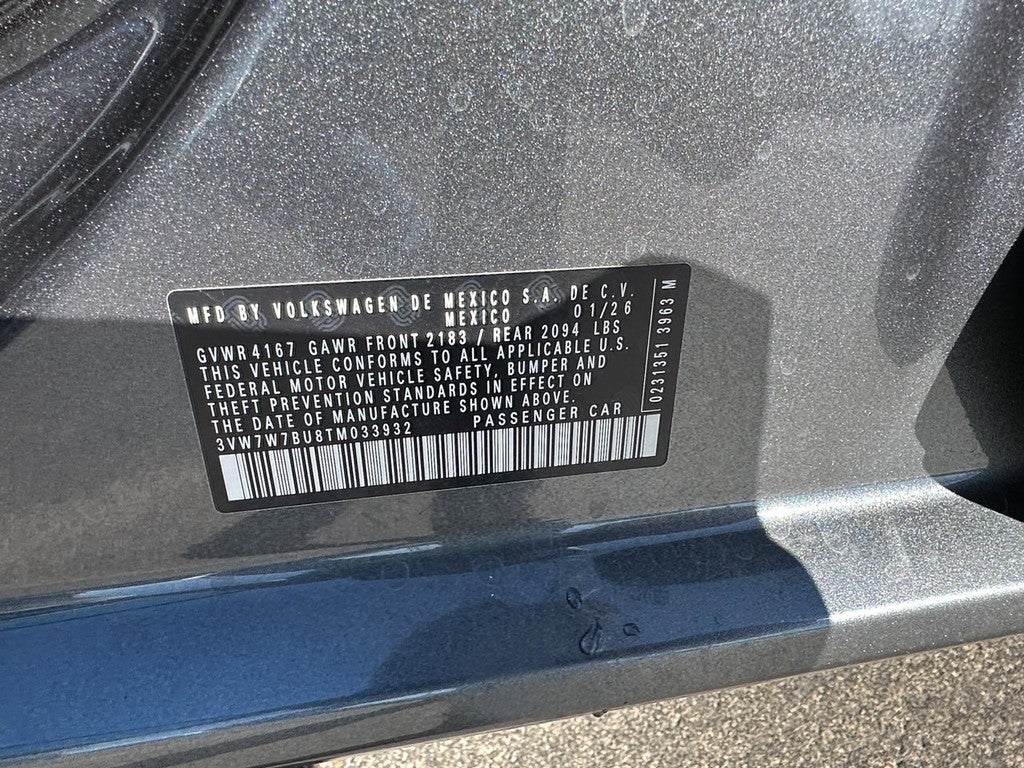 MFD BY VOLKSWAGEN DE MEXICO S.A. DE C.V.
MEXICO 01/26
GVWR 4167 GAWR FRONT 2183 / REAR 2094 LBS
THIS VEHICLE CONFORMS TO ALL APPLICABLE U.S.
FEDERAL MOTOR VEHICLE SAFETY, BUMPER AND
THEFT PREVENTION STANDARDS IN EFFECT ON
THE DATE OF MANUFACTURE SHOWN ABOVE.
3VW7W7BU8TM033932 PASSENGER CAR
0231351 3963 M